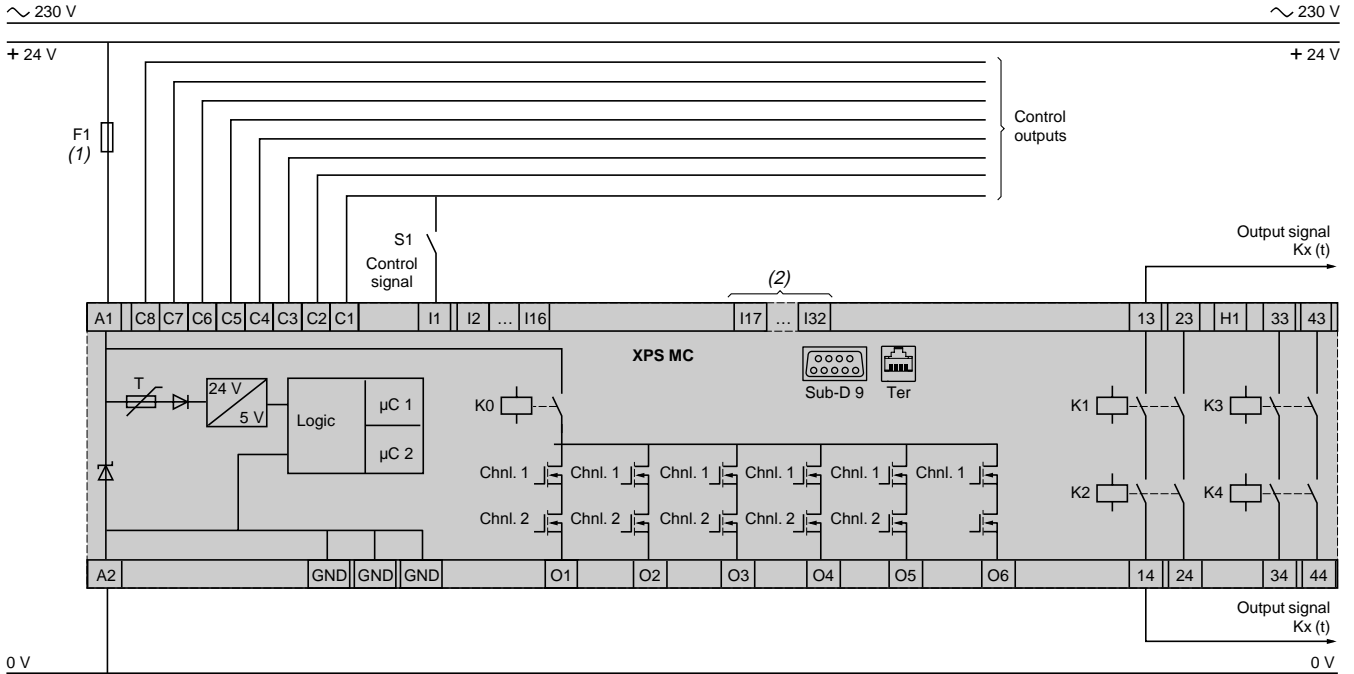 230 V
230 V
+ 24 V
+ 24 V
F1
(1)
Control
outputs
S1
Control
signal
Output signal
Kx (t)
(2)
A1 C8 C7 C6 C5 C4 C3 C2 C1 I1 I2 ... I16 I17 ... I32 13 23 H1 33 43
XPS MC
Sub-D 9 Ter
T
24 V
5 V
Logic
µC 1
µC 2
K0
K1
K3
Chnl. 1 Chnl. 1 Chnl. 1 Chnl. 1 Chnl. 1 Chnl. 1
K2
K4
Chnl. 2 Chnl. 2 Chnl. 2 Chnl. 2 Chnl. 2
A2 GND GND GND O1 O2 O3 O4 O5 O6 14 24 34 44
Output signal
Kx (t)
0 V
0 V